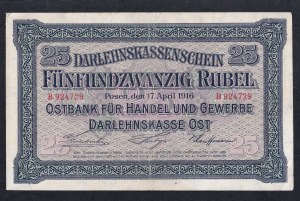 25 DARLEHNSKASSENSCHEIN 25
FÜNFUNDZWANZIG RUBEL
Posen, den 17. April 1916
B 924729 B 924729
OSTBANK FÜR HANDEL UND GEWERBE
DARLEHNSKASSE OST
25 25